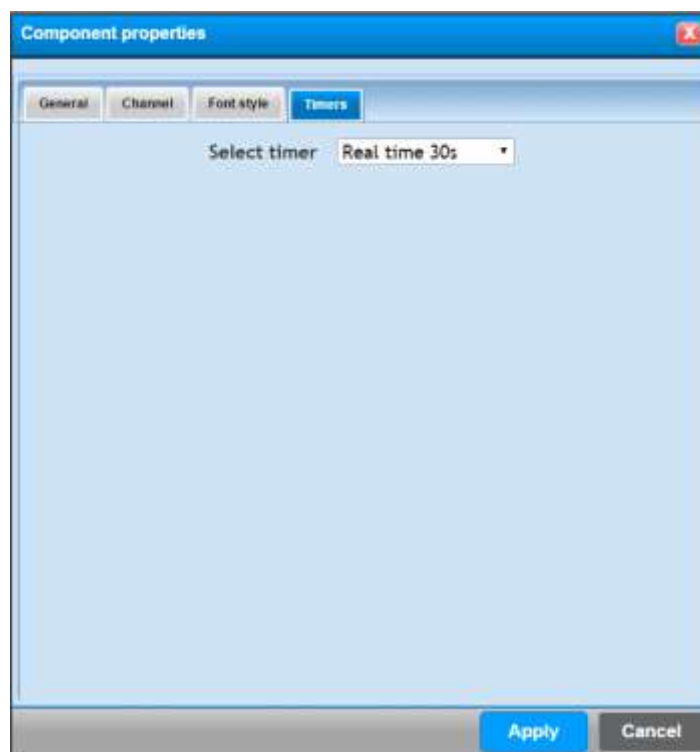 Component properties
X
General Channel Font style Timers
Select timer Real time 30s
Apply Cancel